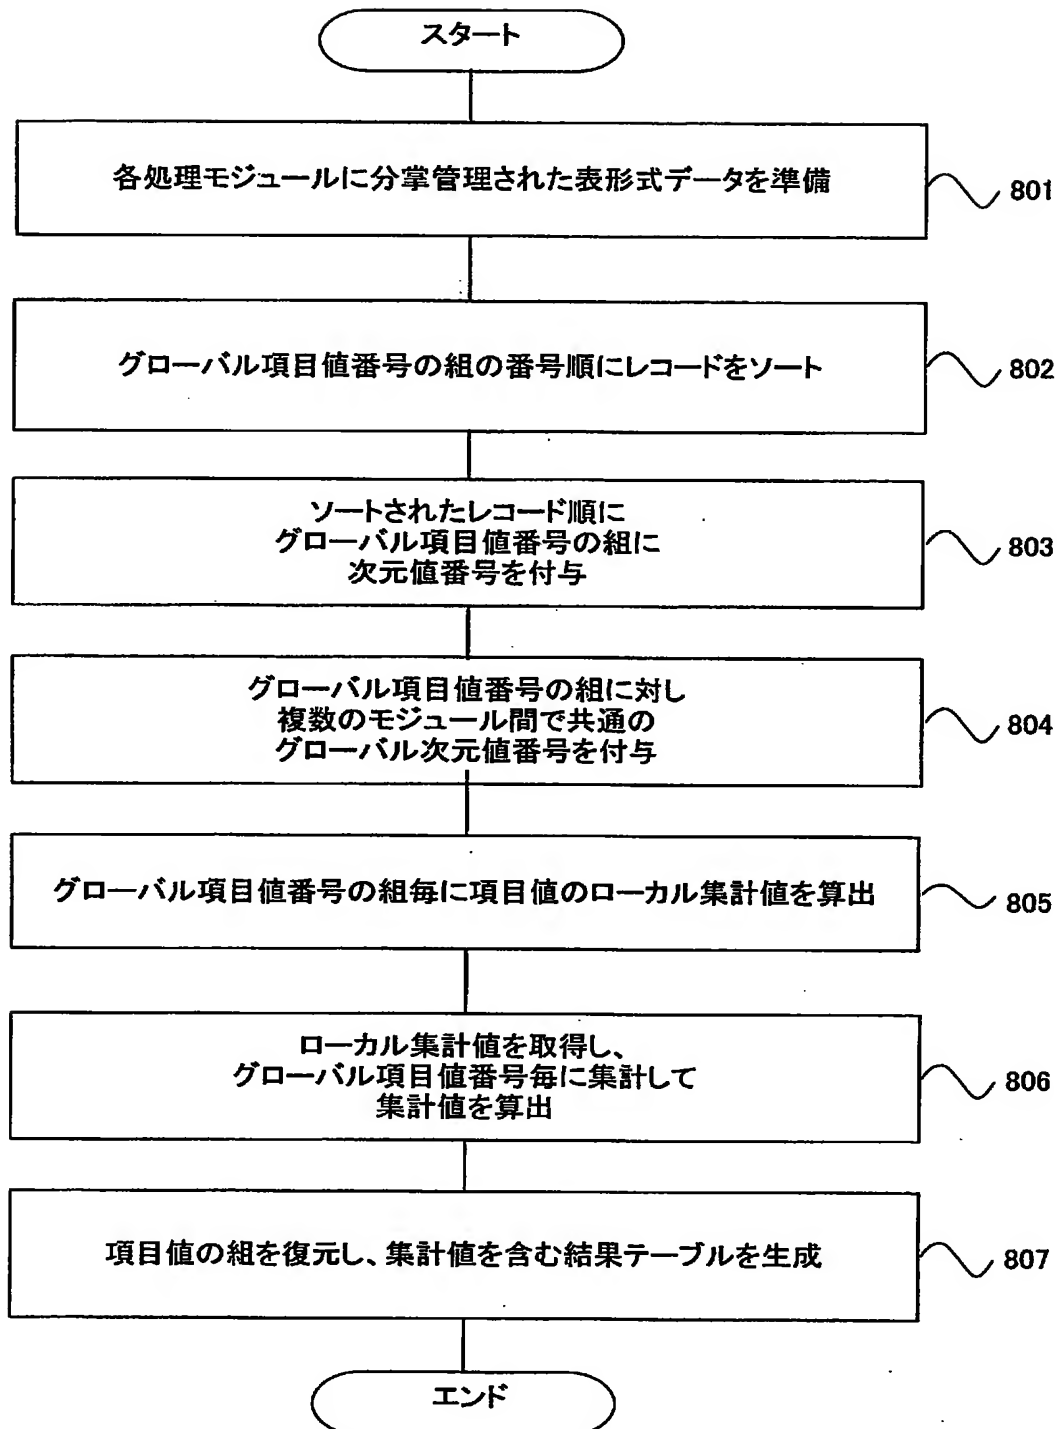 スタート
各処理モジュールに分掌管理された表形式データを準備
801
グローバル項目値番号の組の番号順にレコードをソート
802
ソートされたレコード順に
グローバル項目値番号の組に
次元値番号を付与
803
グローバル項目値番号の組に対し
複数のモジュール間で共通の
グローバル次元値番号を付与
804
グローバル項目値番号の組毎に項目値のローカル集計値を算出
805
ローカル集計値を取得し、
グローバル項目値番号毎に集計して
集計値を算出
806
項目値の組を復元し、集計値を含む結果テーブルを生成
807
エンド